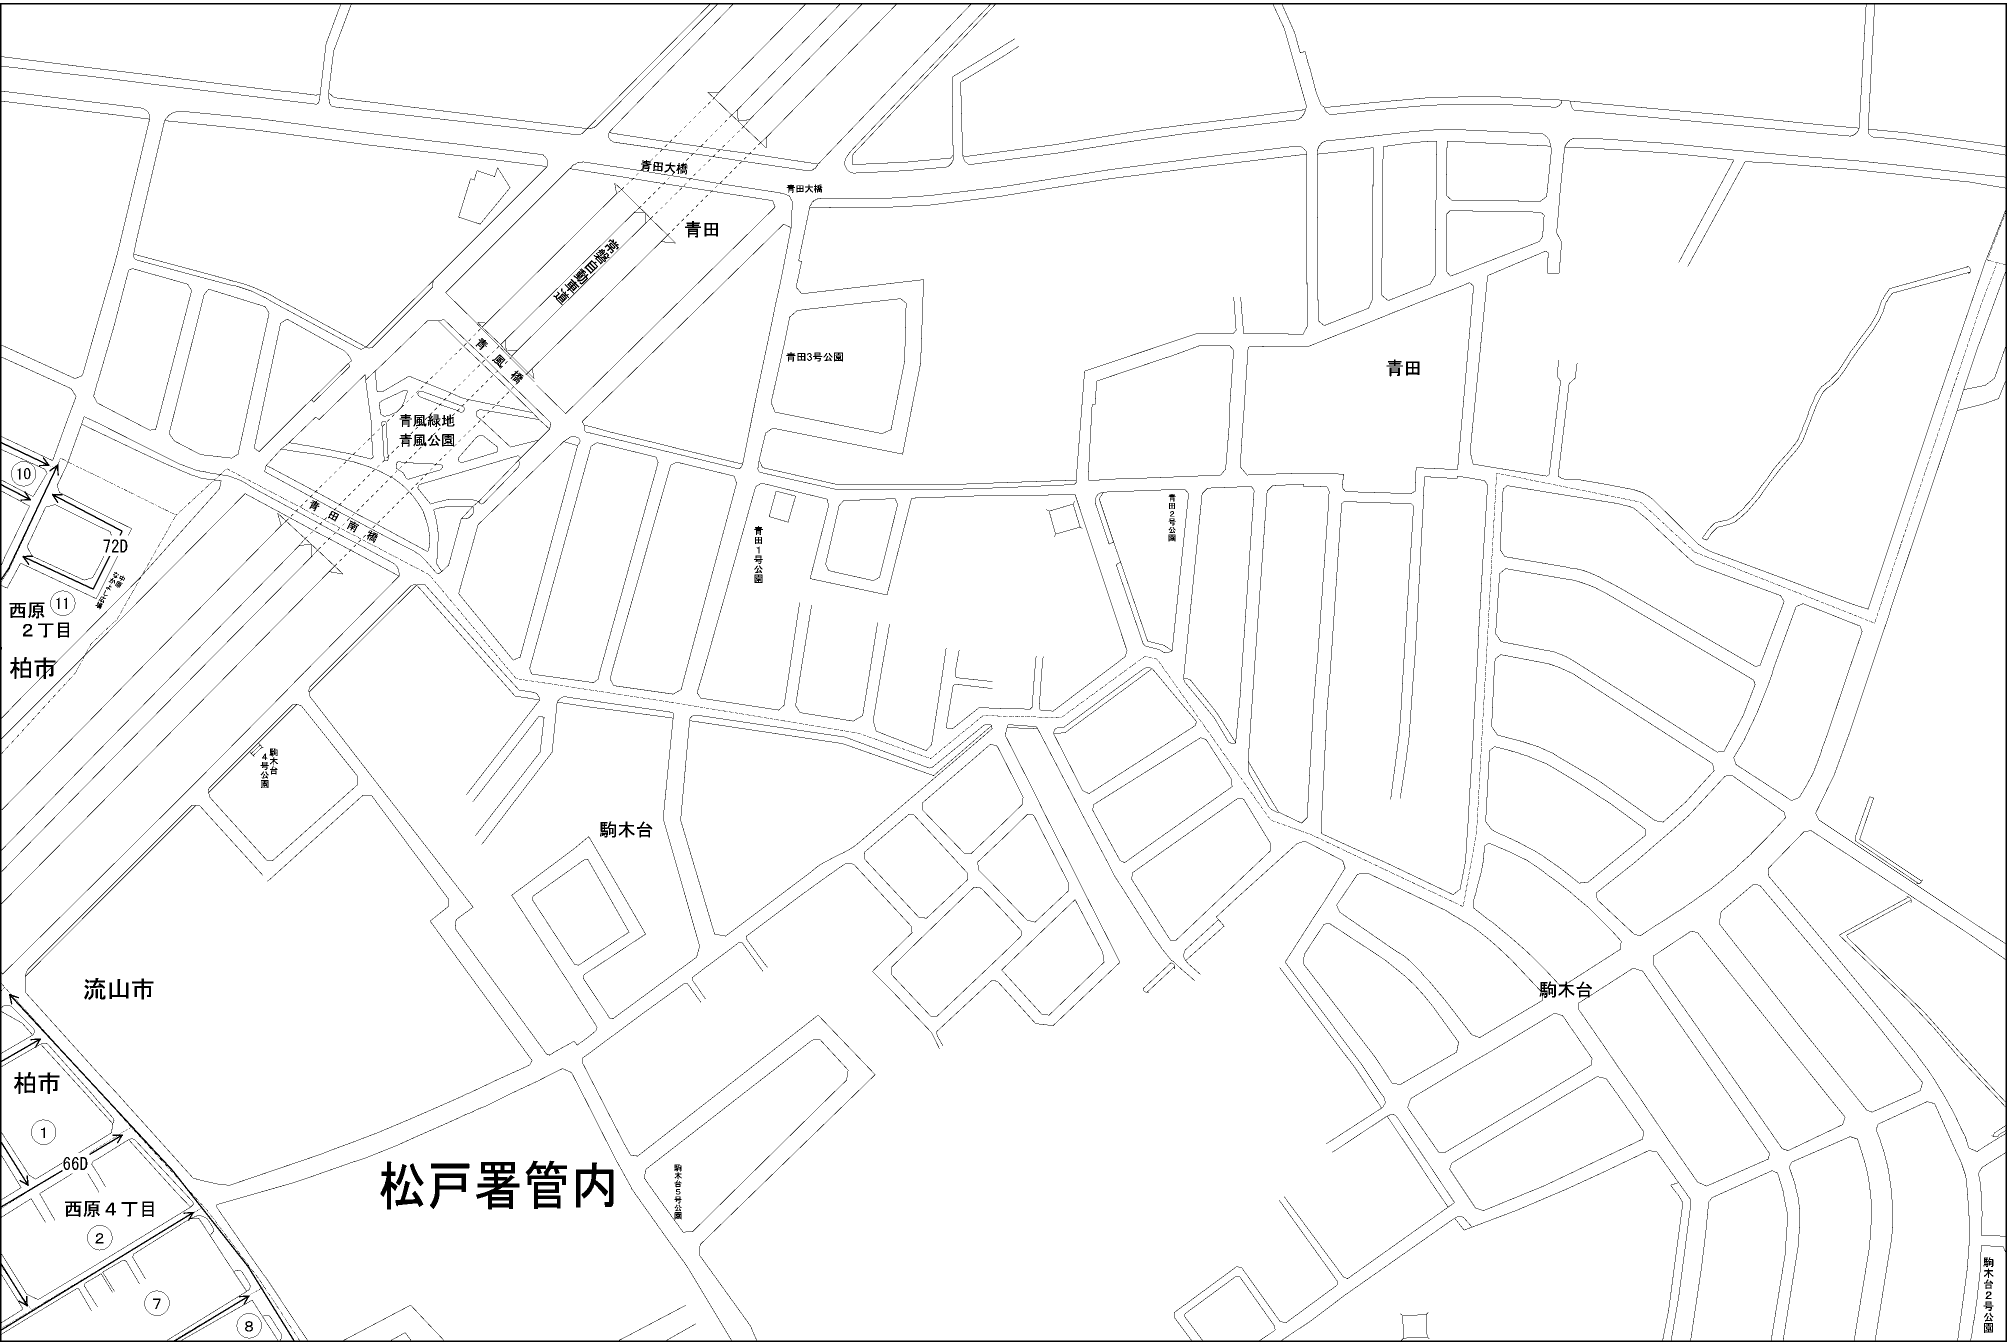 青田大橋
青田大橋
青田
常磐自動車道
青風橋
青田3号公園
青田
青風緑地
青風公園
10
青田南橋
青田2号公園
青田1号公園
72D
11
西原
2丁目
柏市
駒木台
4号公園
駒木台
流山市
駒木台
柏市
1
66D
松戸署管内
駒木台5号公園
西原4丁目
2
7
8
駒木台2号公園